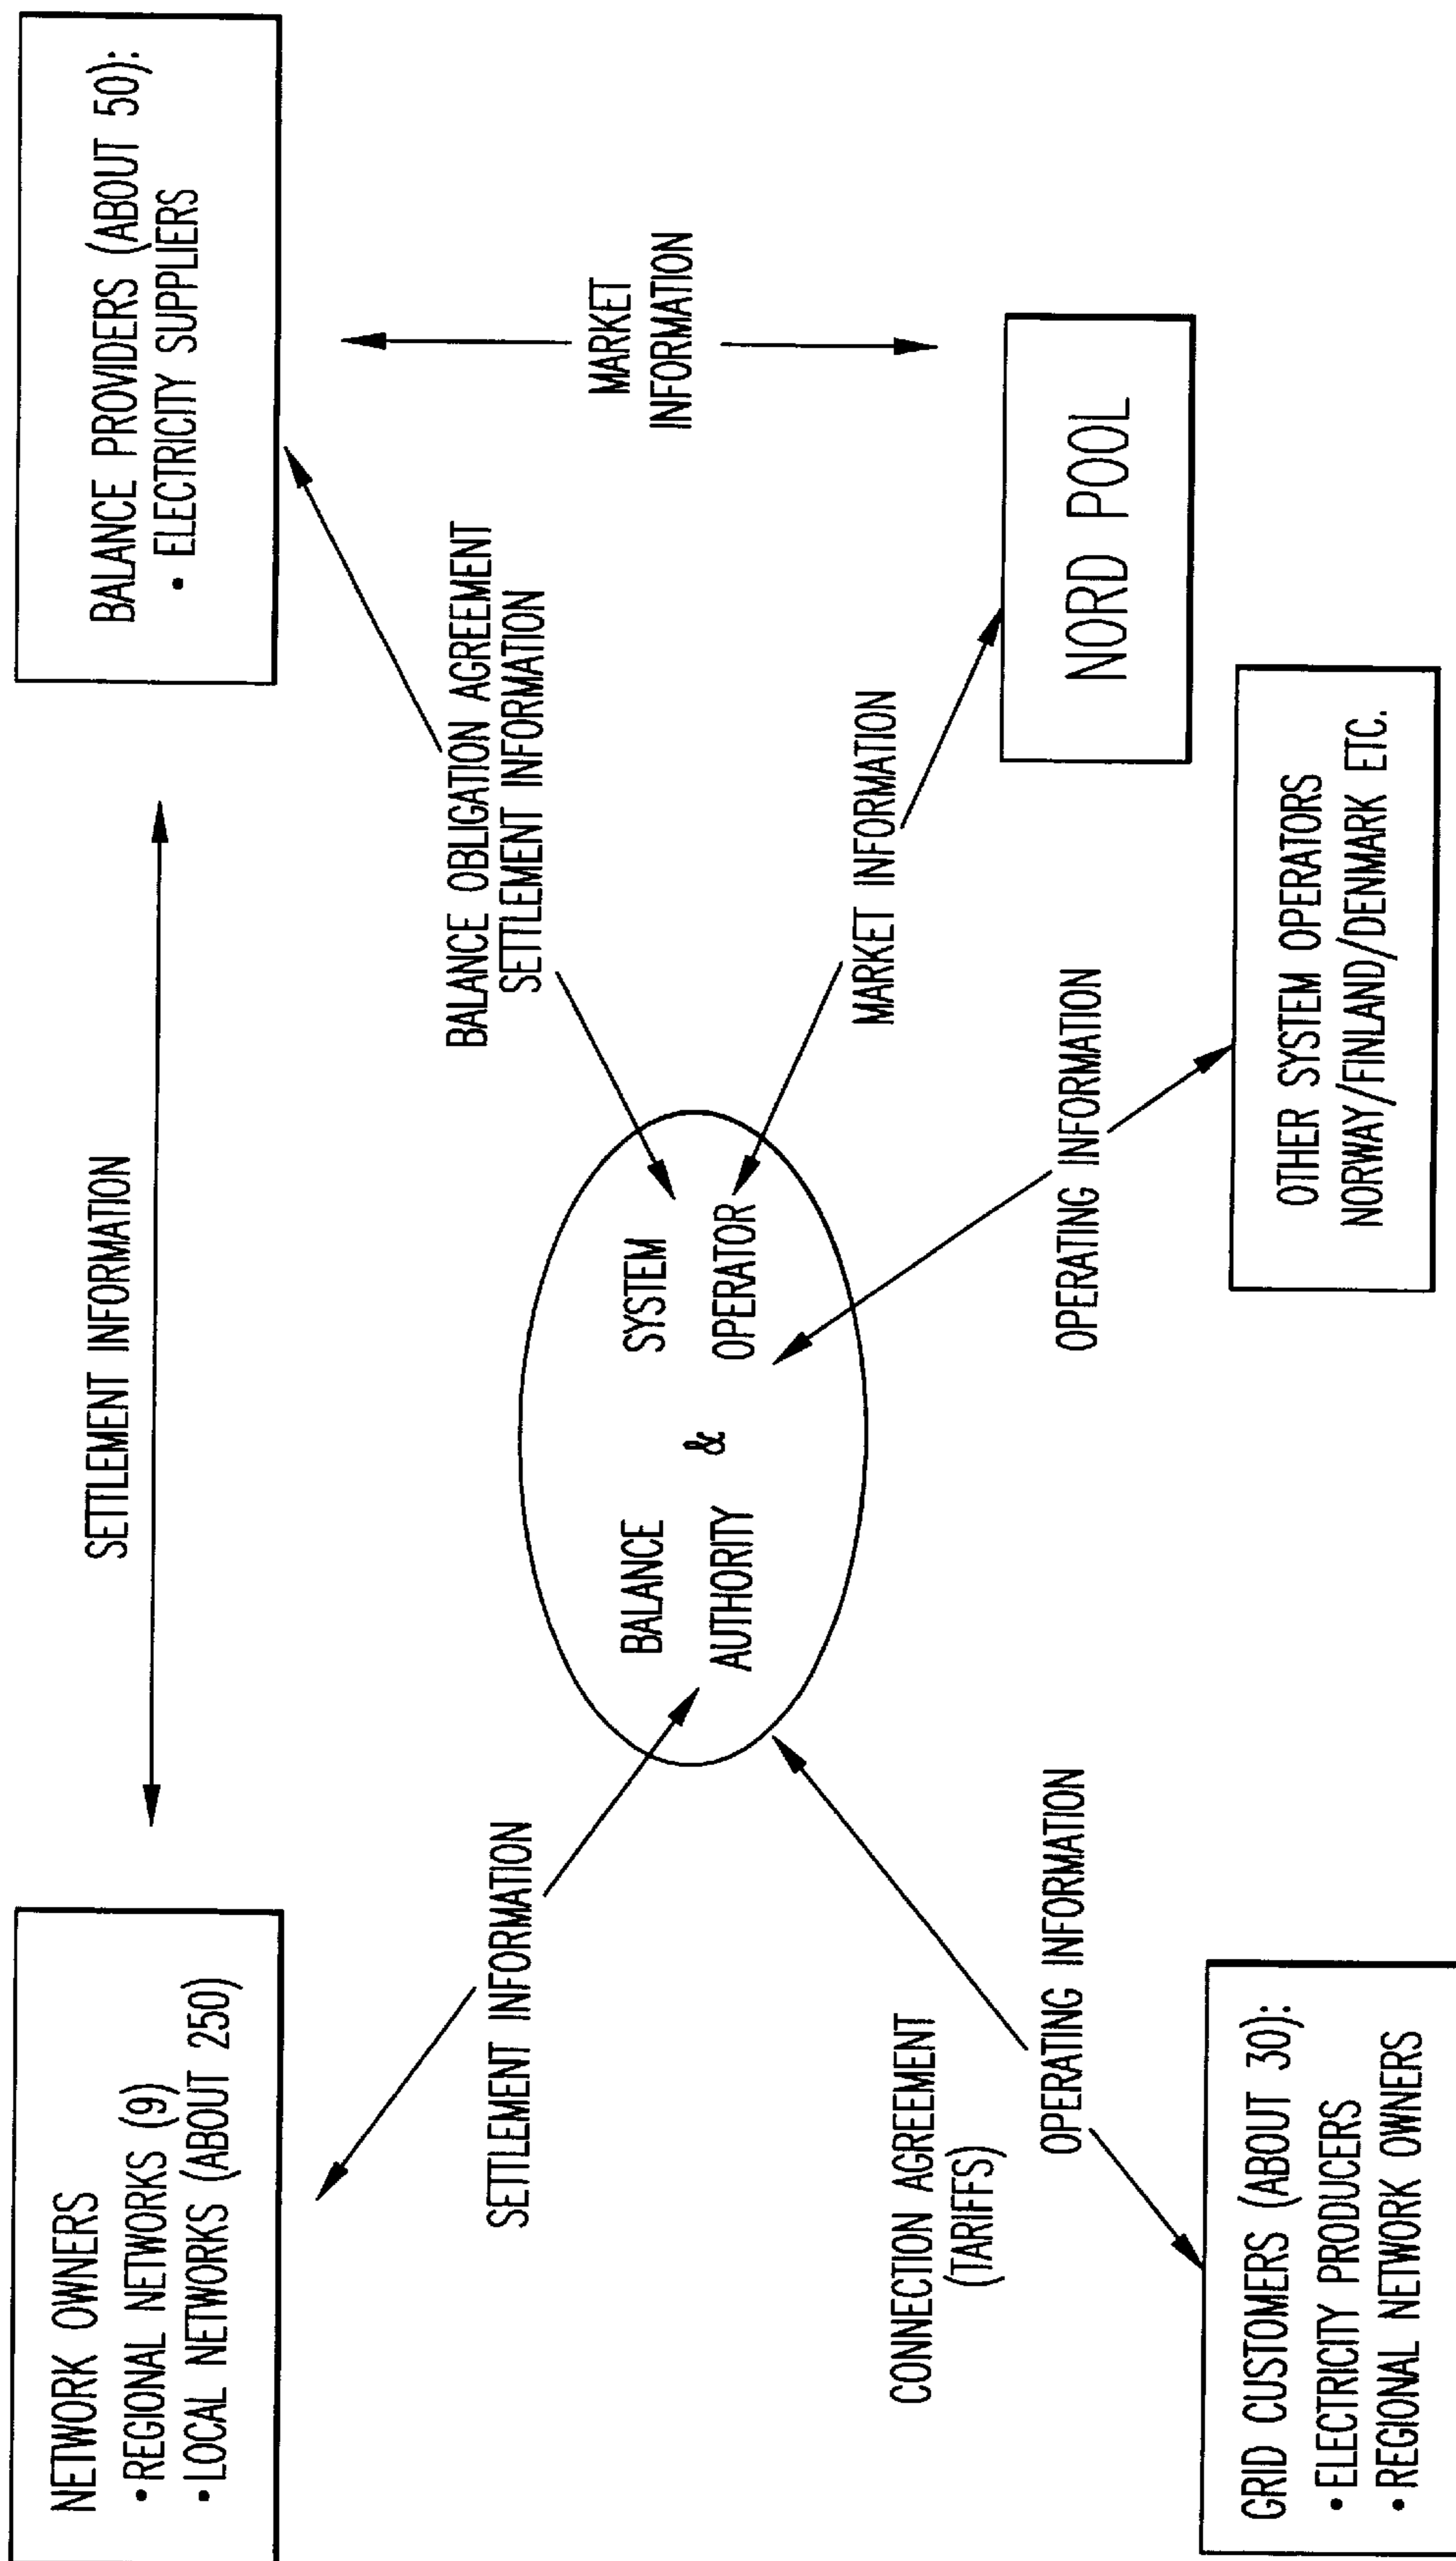 NETWORK OWNERS
• REGIONAL NETWORKS (9)
• LOCAL NETWORKS (ABOUT 250)
SETTLEMENT INFORMATION
BALANCE PROVIDERS (ABOUT 50):
• ELECTRICITY SUPPLIERS
SETTLEMENT INFORMATION
BALANCE OBLIGATION AGREEMENT
SETTLEMENT INFORMATION
MARKET
INFORMATION
BALANCE SYSTEM
&
AUTHORITY OPERATOR
MARKET INFORMATION
NORD POOL
CONNECTION AGREEMENT
(TARIFFS)
OPERATING INFORMATION
OPERATING INFORMATION
GRID CUSTOMERS (ABOUT 30):
• ELECTRICITY PRODUCERS
• REGIONAL NETWORK OWNERS
OTHER SYSTEM OPERATORS
NORWAY/FINLAND/DENMARK ETC.